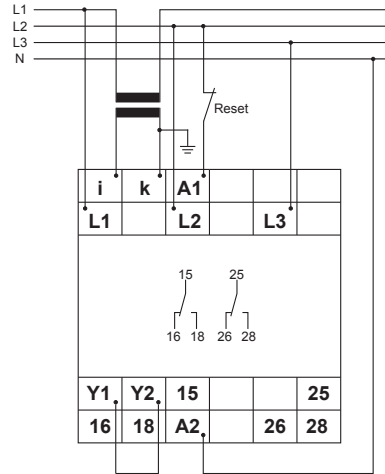 L1
L2
L3
N
Reset
i k A1
L1 L2 L3
15 25
16 18 26 28
Y1 Y2 15 25
16 18 A2 26 28